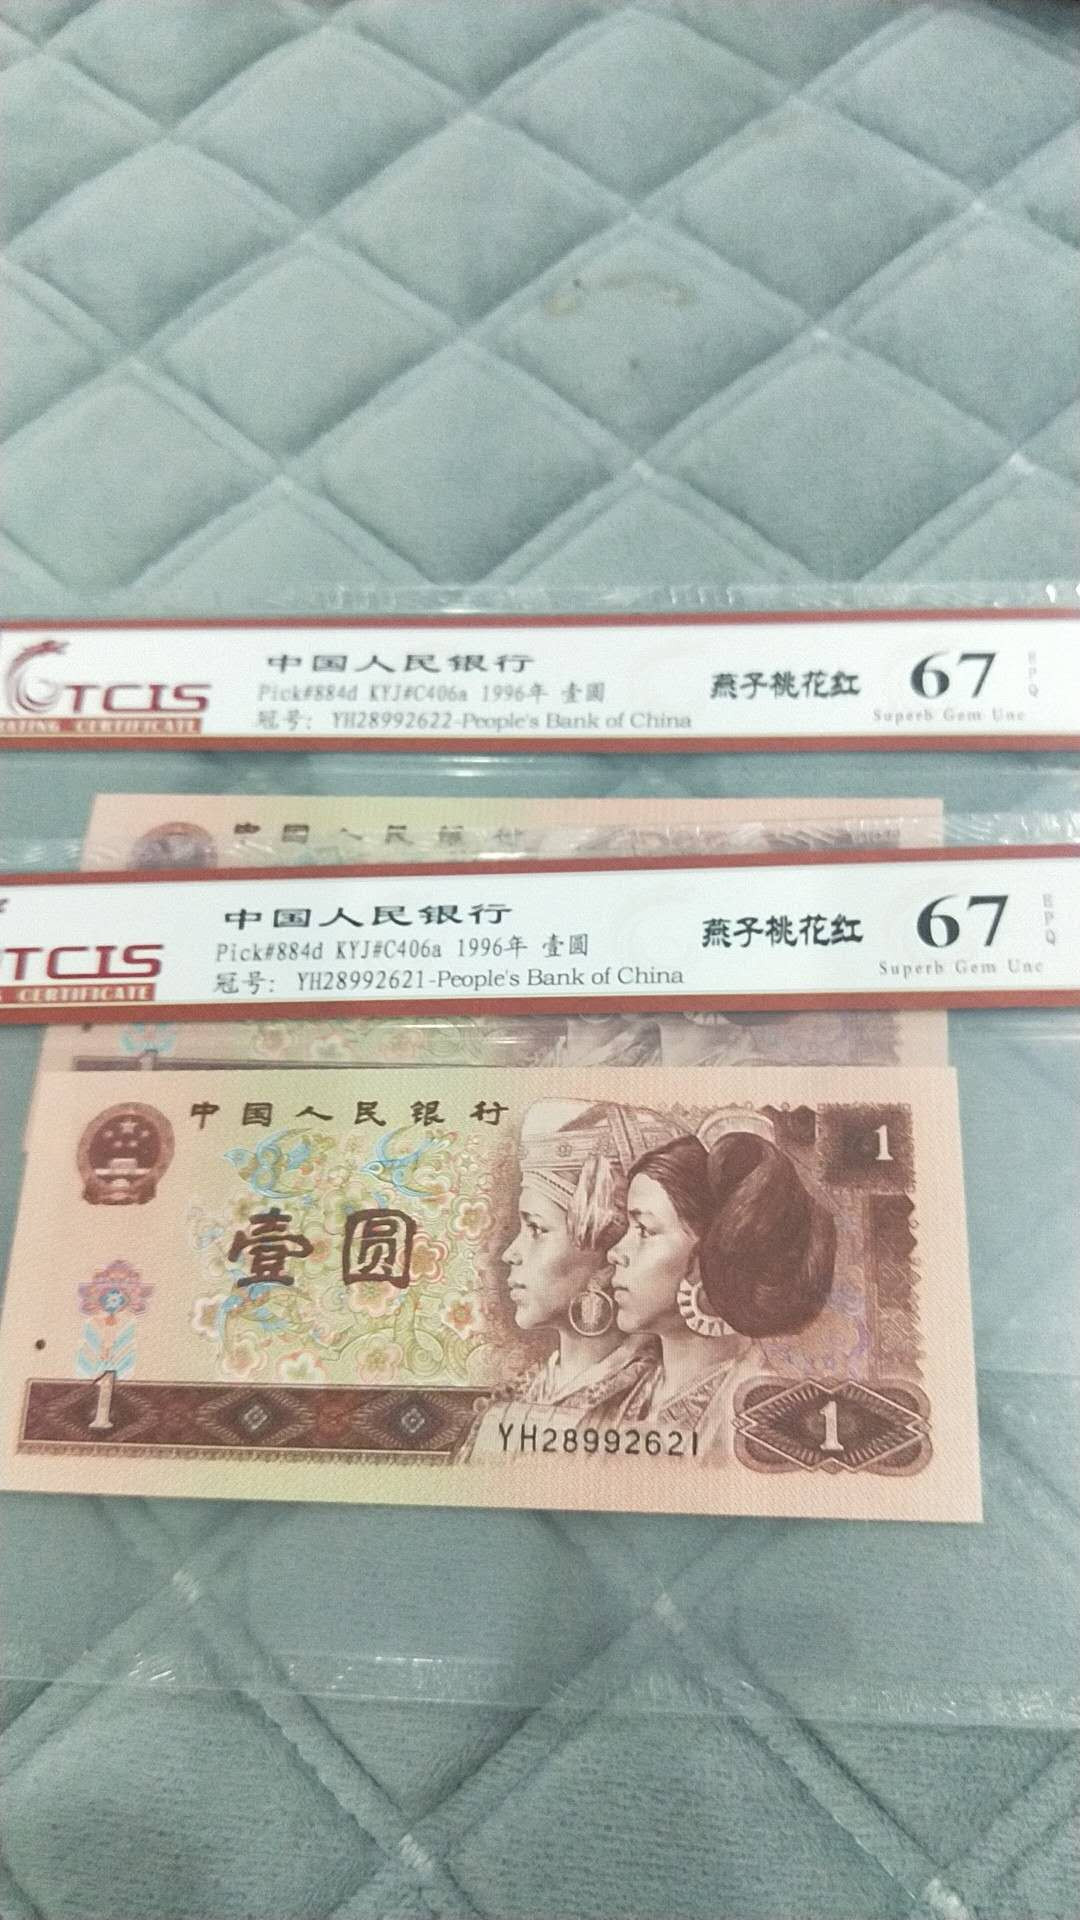 TCIS
RATING CERTIFICATE
中国人民银行
Pick#884d KYJ#C406a 1996年 壹圆
冠号: YH28992622-People's Bank of China
燕子桃花红
67
EPQ
Superb Gem Unc
中国人民银行
TCIS
CERTIFICATE
中国人民银行
Pick#884d KYJ#C406a 1996年 壹圆
冠号: YH28992621-People's Bank of China
燕子桃花红
67
EPQ
Superb Gem Unc
1
中国人民银行
1
壹圆
1
YH28992621
1